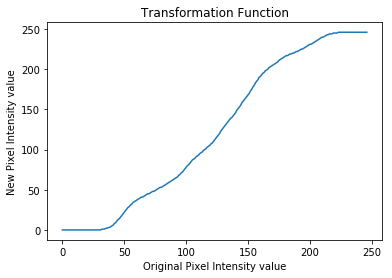 Transformation Function
250
200
150
100
50
0
New Pixel Intensity value
0 50 100 150 200 250
Original Pixel Intensity value